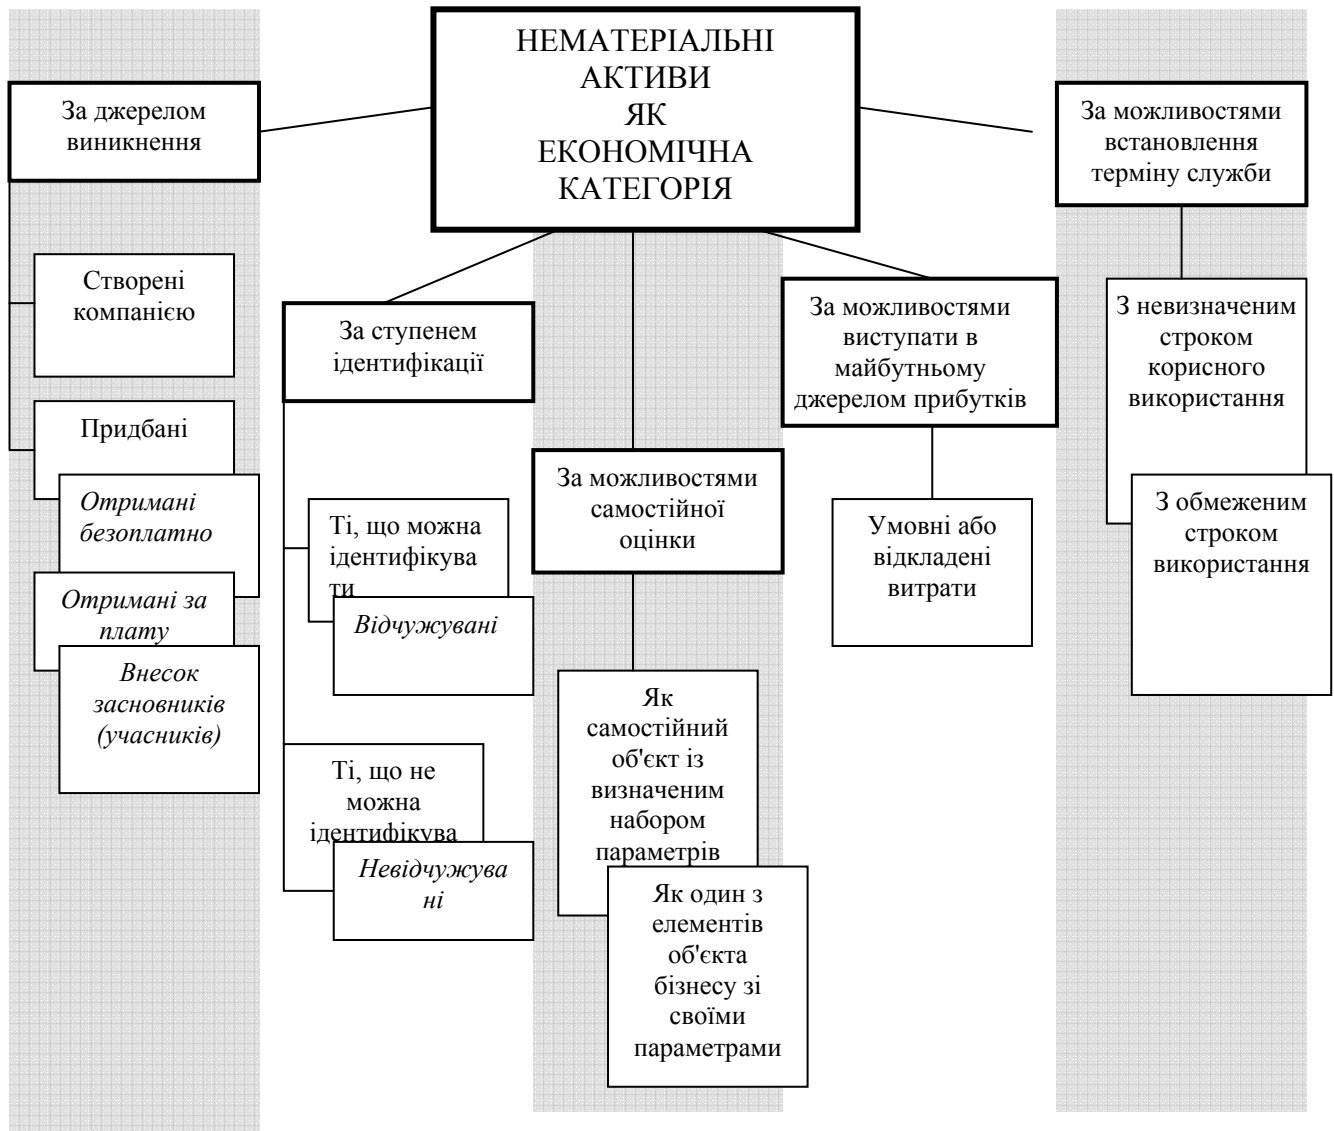 НЕМАТЕРІАЛЬНІ
АКТИВИ
ЯК
ЕКОНОМІЧНА
КАТЕГОРІЯ
За джерелом
виникнення
Створені
компанією
Придбані
Отримані
безоплатно
Отримані за
плату
Внесок
засновників
(учасників)
За ступенем
ідентифікації
Ті, що можна
ідентифікува
ти
Відчужувані
Ті, що не
можна
ідентифікува
Невідчужува
ні
За можливостями
самостійної
оцінки
Як
самостійний
об'єкт із
визначеним
набором
параметрів
Як один з
елементів
об'єкта
бізнесу зі
своїми
параметрами
За можливостями
виступати в
майбутньому
джерелом прибутків
Умовні або
відкладені
витрати
За можливостями
встановлення
терміну служби
З невизначеним
строком
корисного
використання
З обмеженим
строком
використання